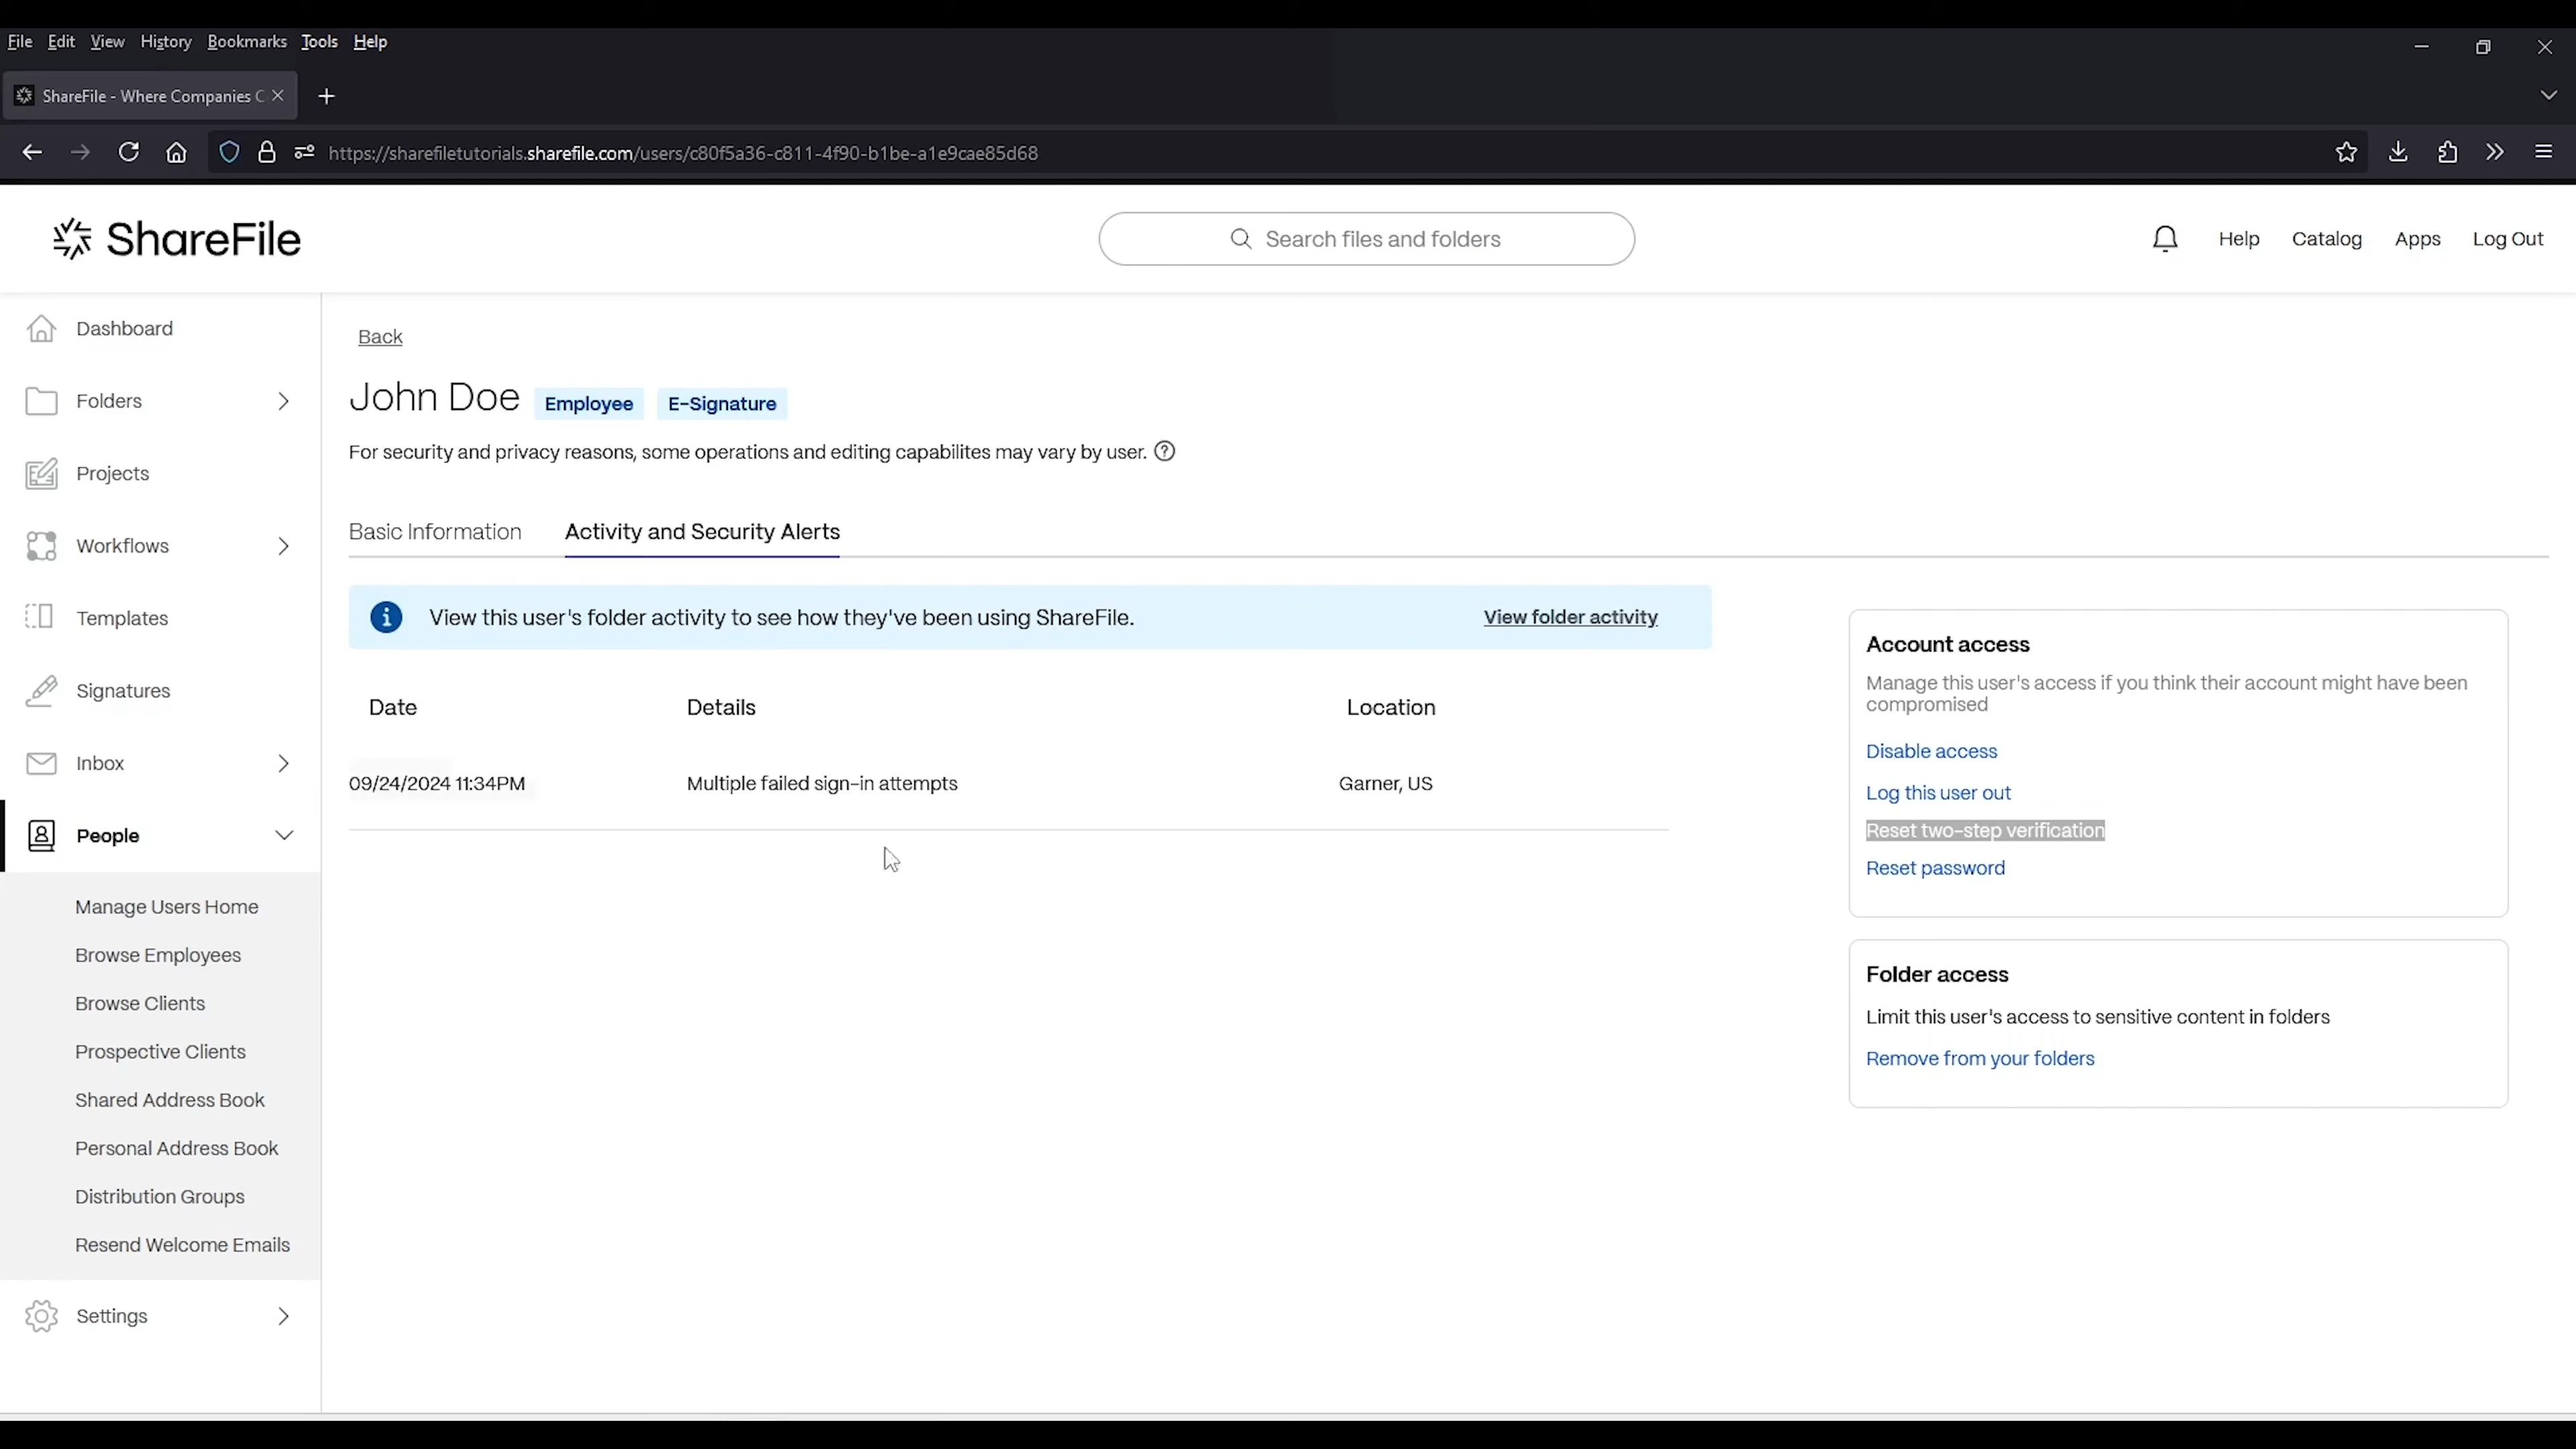 File Edit View History Bookmarks Tools Help
ShareFile - Where Companies C
https://sharefiletutorials.sharefile.com/users/c80f5a36-c811-4f90-b1be-a1e9cae85d68
ShareFile
Search files and folders
Help Catalog Apps Log Out
Dashboard
Folders
Projects
Workflows
Templates
Signatures
Inbox
People
Manage Users Home
Browse Employees
Browse Clients
Prospective Clients
Shared Address Book
Personal Address Book
Distribution Groups
Resend Welcome Emails
Settings
Back
John Doe Employee E-Signature
For security and privacy reasons, some operations and editing capabilites may vary by user.
Basic Information Activity and Security Alerts
View this user's folder activity to see how they've been using ShareFile. View folder activity
Date Details Location
09/24/2024 11:34PM Multiple failed sign-in attempts Garner, US
Account access
Manage this user's access if you think their account might have been
compromised
Disable access
Log this user out
Reset two-step verification
Reset password
Folder access
Limit this user's access to sensitive content in folders
Remove from your folders